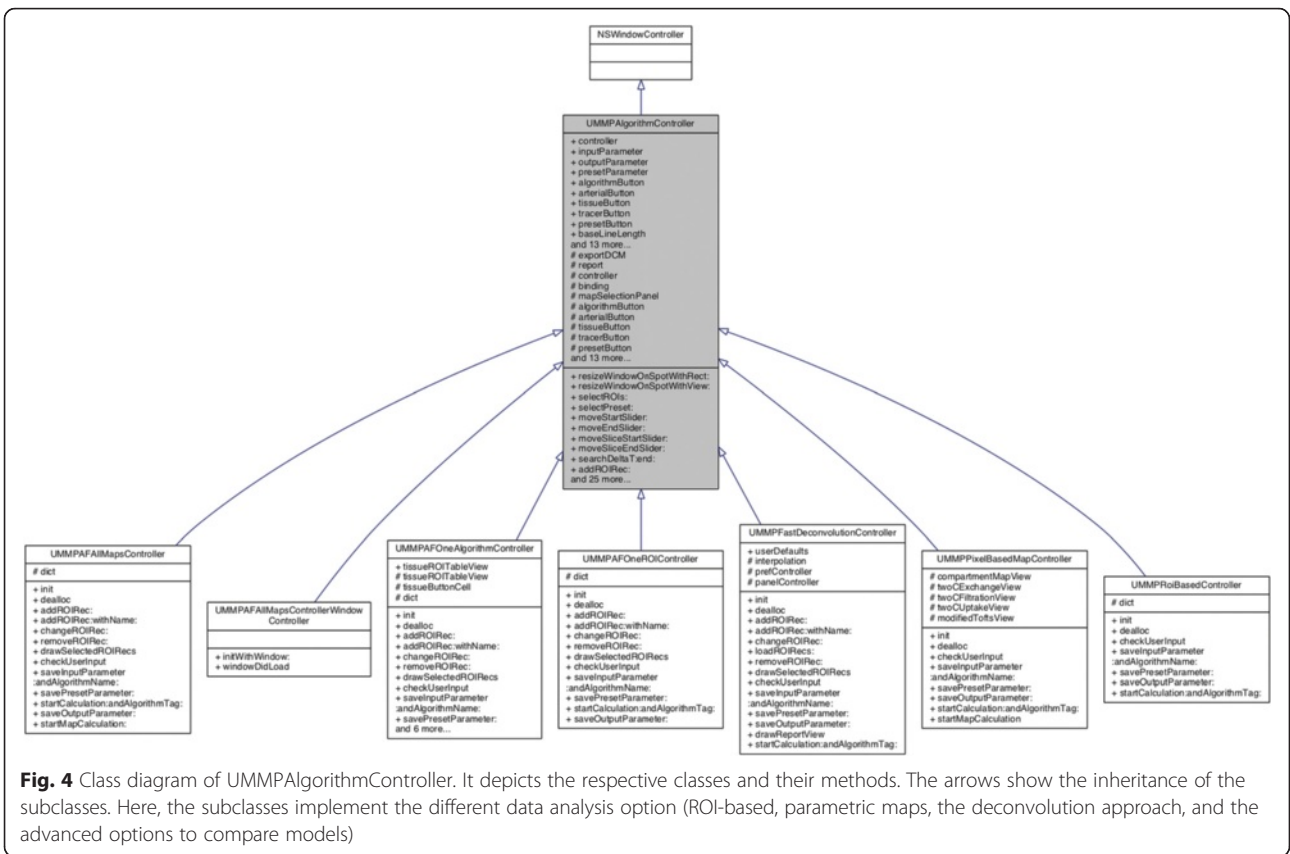 NSWindowController
UMMPAlgorithmController
+ controller
+ inputParameter
+ outputParameter
+ presetParameter
+ algorithmButton
+ arterialButton
+ tissueButton
+ tracerButton
+ presetButton
+ baseLineLength
and 13 more...
# exportDCM
# report
# controller
# binding
# mapSelectionPanel
# algorithmButton
# arterialButton
# tissueButton
# tracerButton
# presetButton
and 13 more...
+ resizeWindowOnSpotWithRect:
+ resizeWindowOnSpotWithView:
+ selectROIs:
+ selectPreset:
+ moveStartSlider:
+ moveEndSlider:
+ moveSliceStartSlider:
+ moveSliceEndSlider:
+ searchDeltaT:end:
+ addROIRec:
and 25 more...
UMMPAFAllMapsController
# dict
+ init
+ dealloc
+ addROIRec:
+ addROIRec:withName:
+ changeROIRec:
+ removeROIRec:
+ drawSelectedROIRecs
+ checkUserInput
+ saveInputParameter
:andAlgorithmName:
+ savePresetParameter:
+ startCalculation:andAlgorithmTag:
+ saveOutputParameter:
+ startMapCalculation:
UMMPAFAllMapsControllerWindow
Controller
+ initWithWindow:
+ windowDidLoad
UMMPAFOneAlgorithmController
+ tissueROITableView
# tissueROITableView
# tissueButtonCell
# dict
+ init
+ dealloc
+ addROIRec:
+ addROIRec:withName:
+ changeROIRec:
+ removeROIRec:
+ drawSelectedROIRecs
+ checkUserInput
+ saveInputParameter
:andAlgorithmName:
+ savePresetParameter:
and 6 more...
UMMPAFOneROIController
# dict
+ init
+ dealloc
+ addROIRec:
+ addROIRec:withName:
+ changeROIRec:
+ removeROIRec:
+ drawSelectedROIRecs
+ checkUserInput
+ saveInputParameter
:andAlgorithmName:
+ savePresetParameter:
+ startCalculation:andAlgorithmTag:
+ saveOutputParameter:
UMMPFastDeconvolutionController
+ userDefaults
# interpolation
# prefController
# panelController
+ init
+ dealloc
+ addROIRec:
+ addROIRec:withName:
+ changeROIRec:
+ loadROIRecs:
+ removeROIRec:
+ drawSelectedROIRecs
+ checkUserInput
+ saveInputParameter
:andAlgorithmName:
+ savePresetParameter:
+ saveOutputParameter:
+ drawReportView
+ startCalculation:andAlgorithmTag:
UMMPPixelBasedMapController
# compartmentMapView
# twoCExchangeView
# twoCFiltrationView
# twoCUptakeView
# modifiedToftsView
+ init
+ dealloc
+ checkUserInput
+ saveInputParameter
:andAlgorithmName:
+ savePresetParameter:
+ saveOutputParameter:
+ startCalculation:andAlgorithmTag:
+ startMapCalculation
UMMPRoiBasedController
# dict
+ init
+ dealloc
+ checkUserInput
+ saveInputParameter
:andAlgorithmName:
+ savePresetParameter:
+ saveOutputParameter:
+ startCalculation:andAlgorithmTag:
Fig. 4 Class diagram of UMMPAlgorithmController. It depicts the respective classes and their methods. The arrows show the inheritance of the
subclasses. Here, the subclasses implement the different data analysis option (ROI-based, parametric maps, the deconvolution approach, and the
advanced options to compare models)